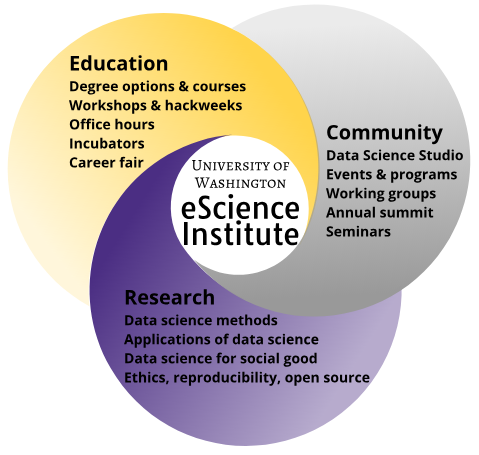 Education
Degree options & courses
Workshops & hackweeks
Office hours
Incubators
Career fair
Community
Data Science Studio
Events & programs
Working groups
Annual summit
Seminars
University of
Washington
eScience
Institute
Research
Data science methods
Applications of data science
Data science for social good
Ethics, reproducibility, open source